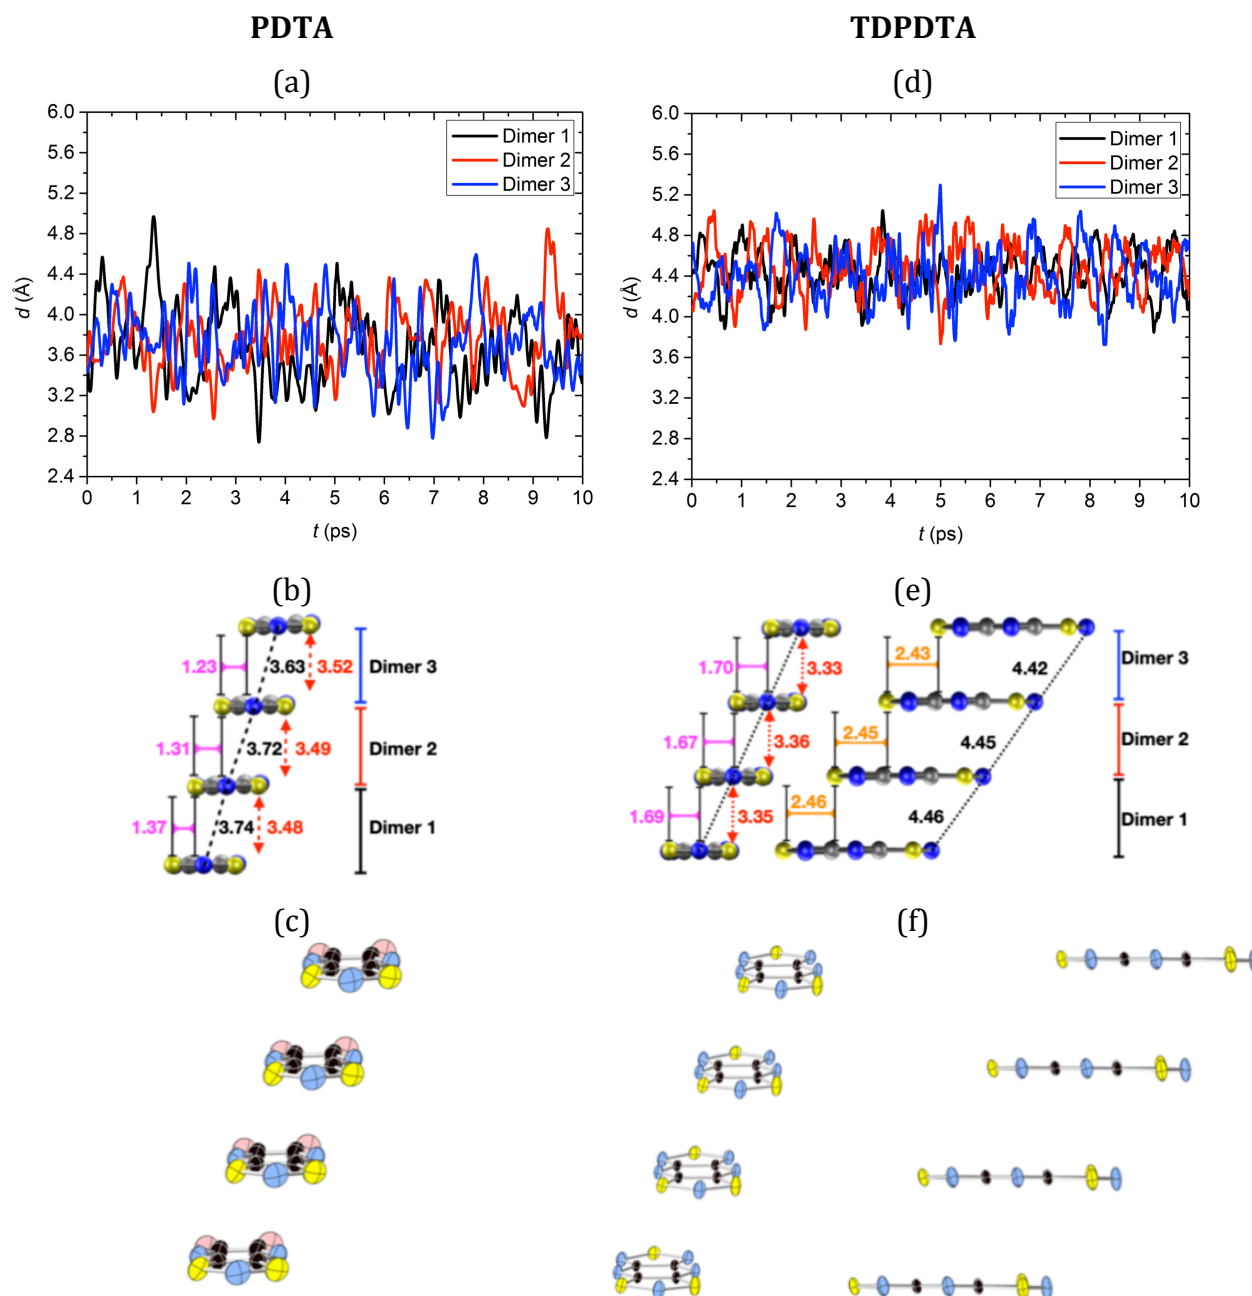 PDTA
TDPDTA
(a)
(d)
6.0
5.6
5.2
4.8
4.4
4.0
3.6
3.2
2.8
2.4
d (Å)
Dimer 1
Dimer 2
Dimer 3
0 1 2 3 4 5 6 7 8 9 10
t (ps)
6.0
5.6
5.2
4.8
4.4
4.0
3.6
3.2
2.8
2.4
d (Å)
Dimer 1
Dimer 2
Dimer 3
0 1 2 3 4 5 6 7 8 9 10
t (ps)
(b)
1.23 3.63 3.52 Dimer 3
1.31 3.72 3.49 Dimer 2
1.37 3.74 3.48 Dimer 1
(e)
1.70 3.33 2.43 4.42 Dimer 3
1.67 3.36 2.45 4.45 Dimer 2
1.69 3.35 2.46 4.46 Dimer 1
(c)
(f)